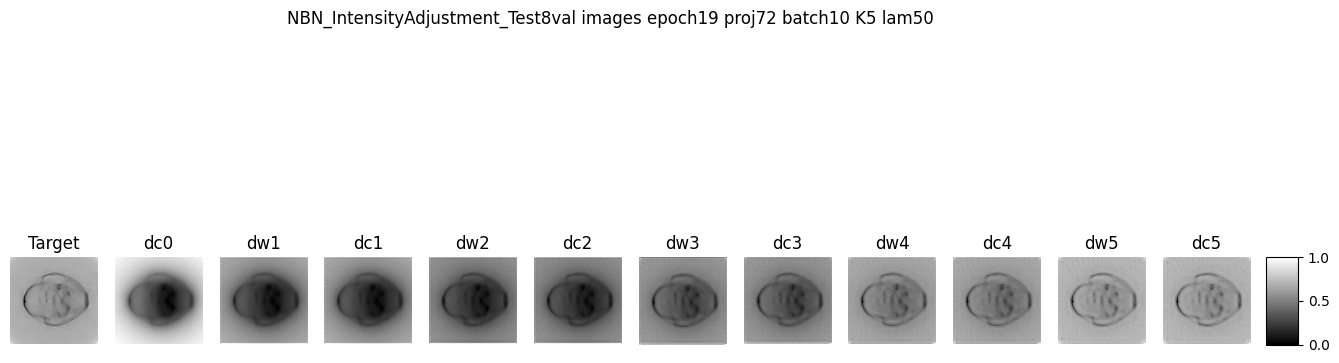 NBN_IntensityAdjustment_Test8val images epoch19 proj72 batch10 K5 lam50
Target dc0 dw1 dc1 dw2 dc2 dw3 dc3 dw4 dc4 dw5 dc5
1.0
0.5
0.0